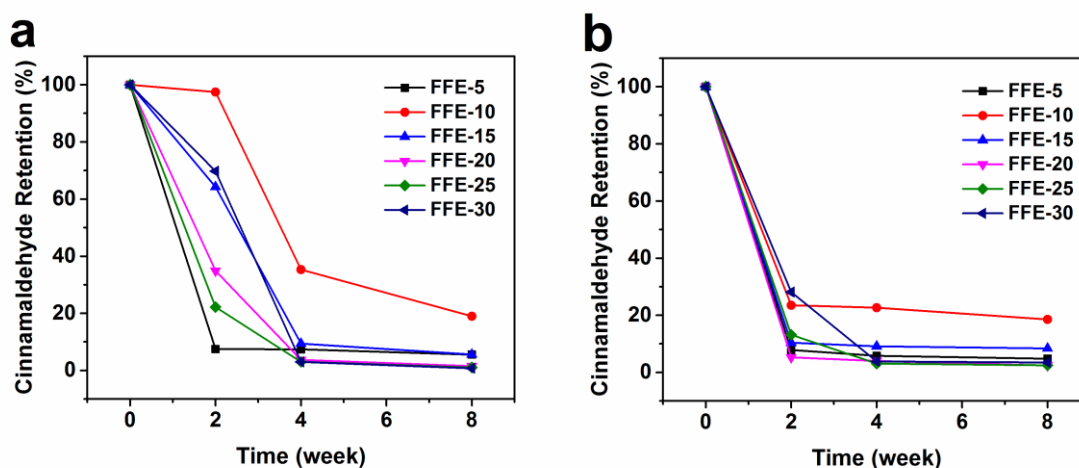 a
Cinnamaldehyde Retention (%)
100
80
60
40
20
0
0
2
4
6
8
Time (week)
FFE-5
FFE-10
FFE-15
FFE-20
FFE-25
FFE-30
b
Cinnamaldehyde Retention (%)
100
80
60
40
20
0
0
2
4
6
8
Time (week)
FFE-5
FFE-10
FFE-15
FFE-20
FFE-25
FFE-30